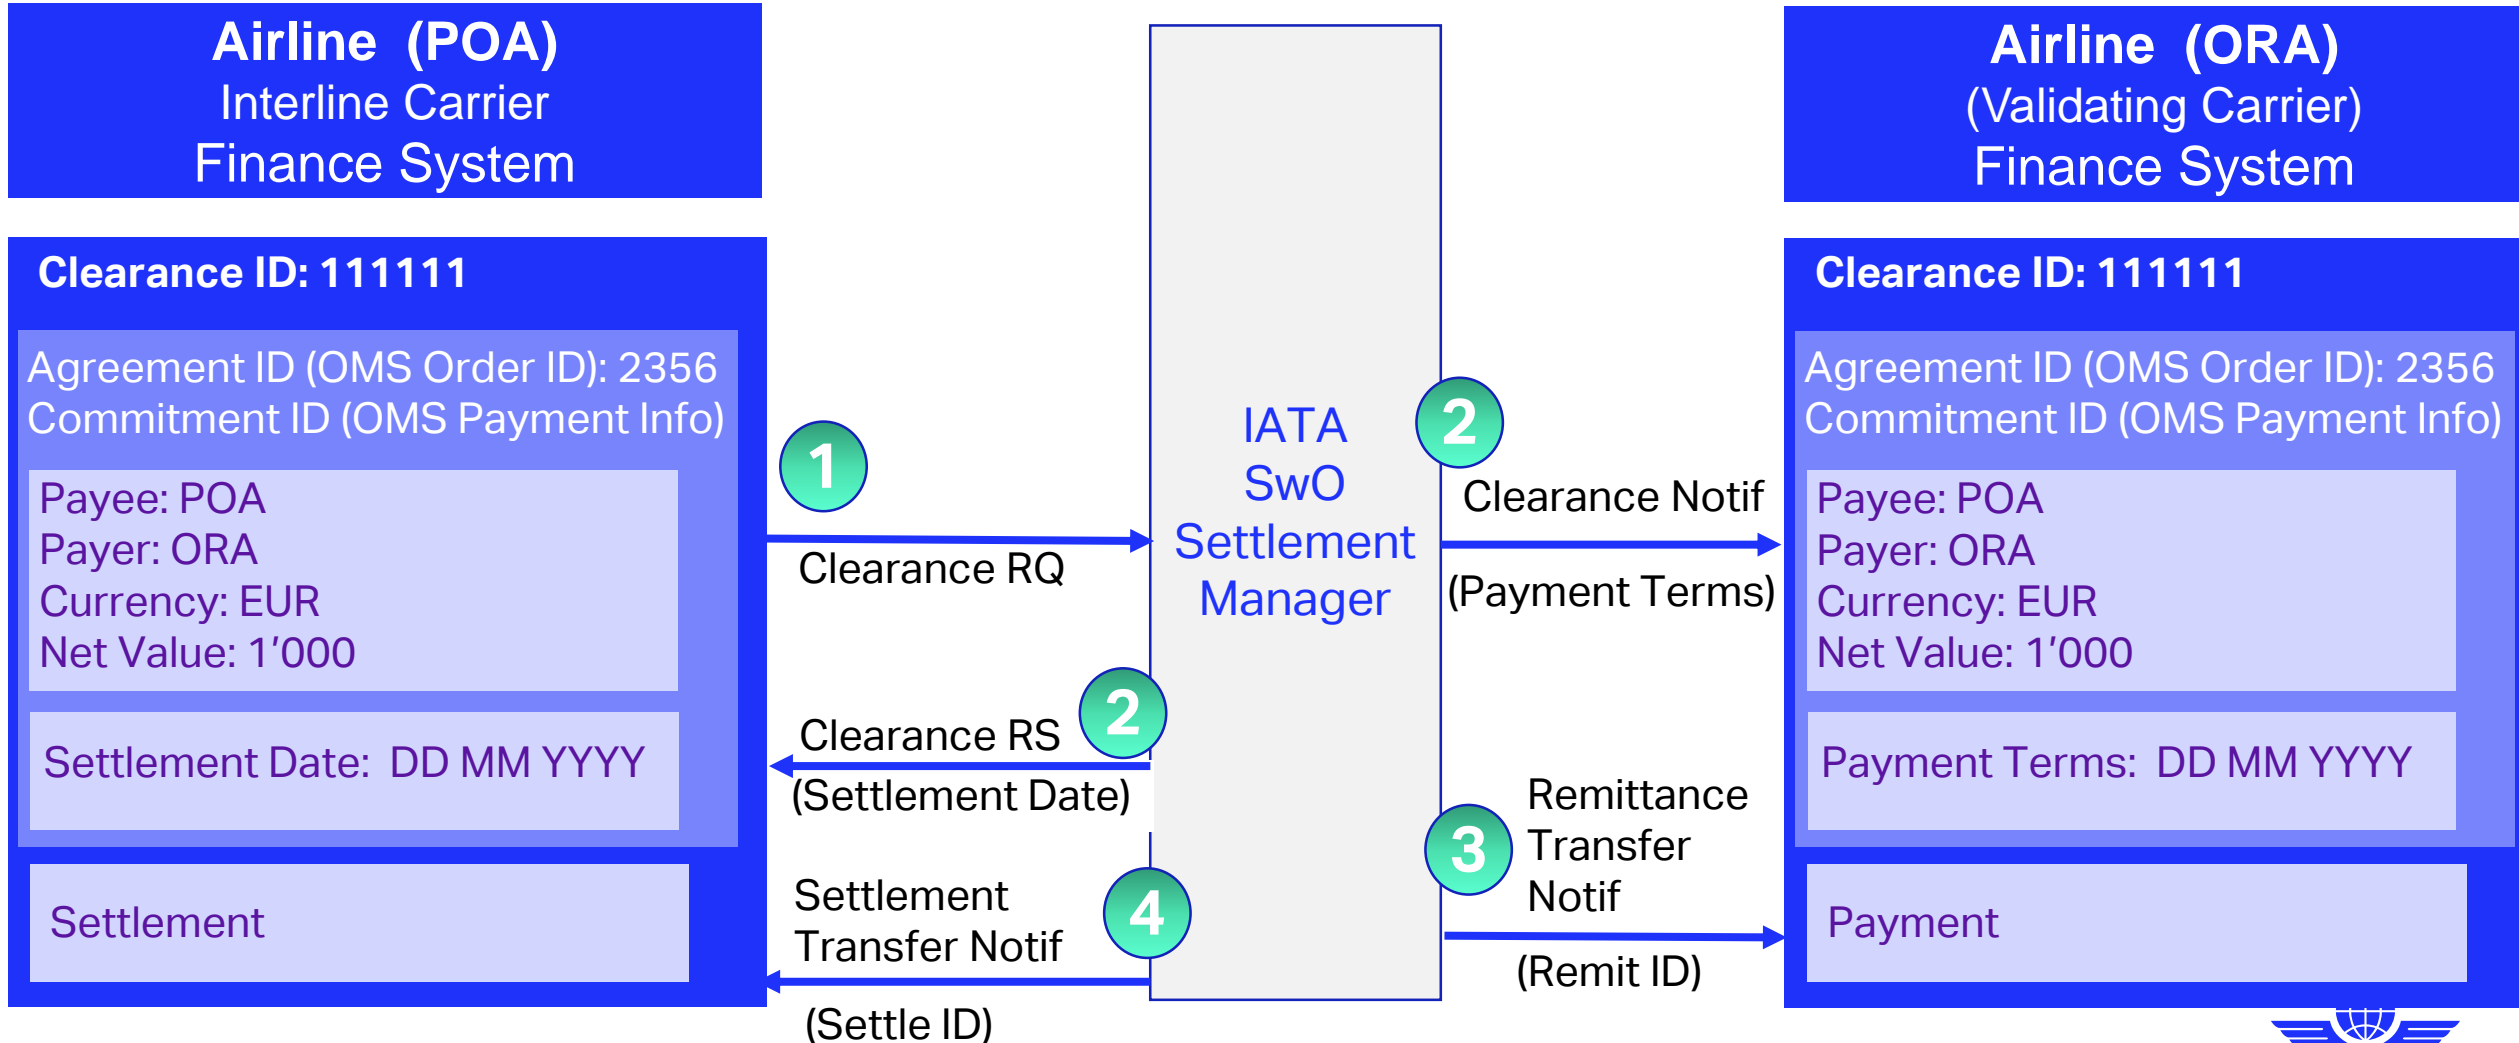 Airline (POA)
Interline Carrier
Finance System
Clearance ID: 111111
Agreement ID (OMS Order ID): 2356
Commitment ID (OMS Payment Info)
Payee: POA
Payer: ORA
Currency: EUR
Net Value: 1’000
Settlement Date: DD MM YYYY
Settlement
1
Clearance RQ
2
Clearance RS
(Settlement Date)
4
Settlement
Transfer Notif
(Settle ID)
IATA
SwO
Settlement
Manager
2
Clearance Notif
(Payment Terms)
3
Remittance
Transfer
Notif
(Remit ID)
Airline (ORA)
(Validating Carrier)
Finance System
Clearance ID: 111111
Agreement ID (OMS Order ID): 2356
Commitment ID (OMS Payment Info)
Payee: POA
Payer: ORA
Currency: EUR
Net Value: 1’000
Payment Terms: DD MM YYYY
Payment